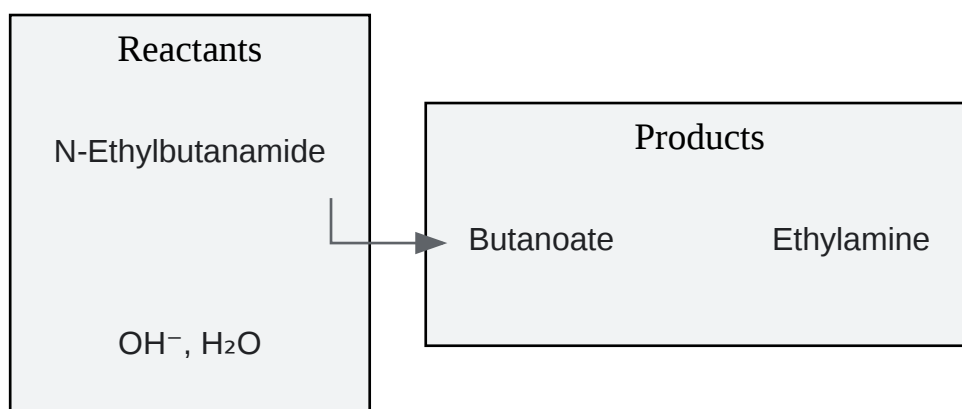 Reactants
N-Ethylbutanamide
OH⁻, H₂O
Products
Butanoate
Ethylamine